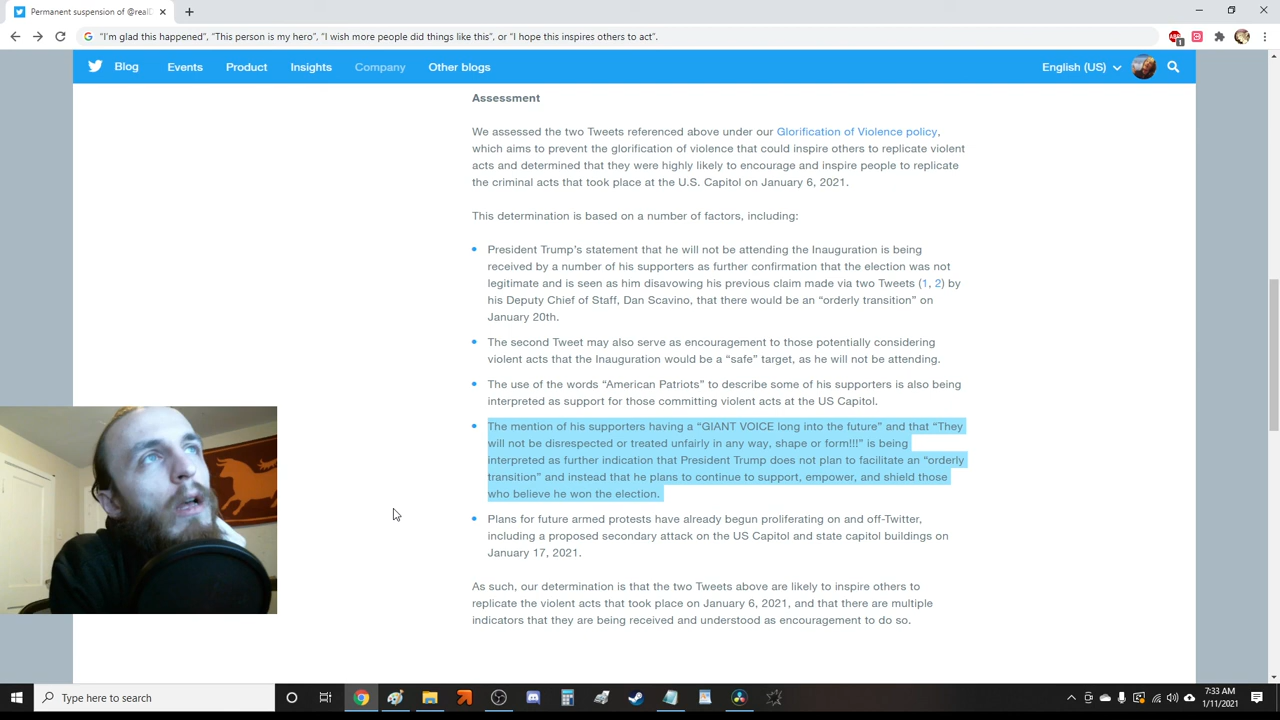 Permanent suspension of @realD
"I'm glad this happened", "This person is my hero", "I wish more people did things like this", or "I hope this inspires others to act".
1
Blog Events Product Insights Company Other blogs English (US)
Assessment
We assessed the two Tweets referenced above under our Glorification of Violence policy,
which aims to prevent the glorification of violence that could inspire others to replicate violent
acts and determined that they were highly likely to encourage and inspire people to replicate
the criminal acts that took place at the U.S. Capitol on January 6, 2021.
This determination is based on a number of factors, including:
President Trump's statement that he will not be attending the Inauguration is being
received by a number of his supporters as further confirmation that the election was not
legitimate and is seen as him disavowing his previous claim made via two Tweets (1, 2) by
his Deputy Chief of Staff, Dan Scavino, that there would be an “orderly transition” on
January 20th.
The second Tweet may also serve as encouragement to those potentially considering
violent acts that the Inauguration would be a “safe” target, as he will not be attending.
The use of the words “American Patriots” to describe some of his supporters is also being
interpreted as support for those committing violent acts at the US Capitol.
The mention of his supporters having a “GIANT VOICE long into the future” and that “They
will not be disrespected or treated unfairly in any way, shape or form!!!” is being
interpreted as further indication that President Trump does not plan to facilitate an “orderly
transition” and instead that he plans to continue to support, empower, and shield those
who believe he won the election.
Plans for future armed protests have already begun proliferating on and off-Twitter,
including a proposed secondary attack on the US Capitol and state capitol buildings on
January 17, 2021.
As such, our determination is that the two Tweets above are likely to inspire others to
replicate the violent acts that took place on January 6, 2021, and that there are multiple
indicators that they are being received and understood as encouragement to do so.
Type here to search
7:33 AM
1/11/2021